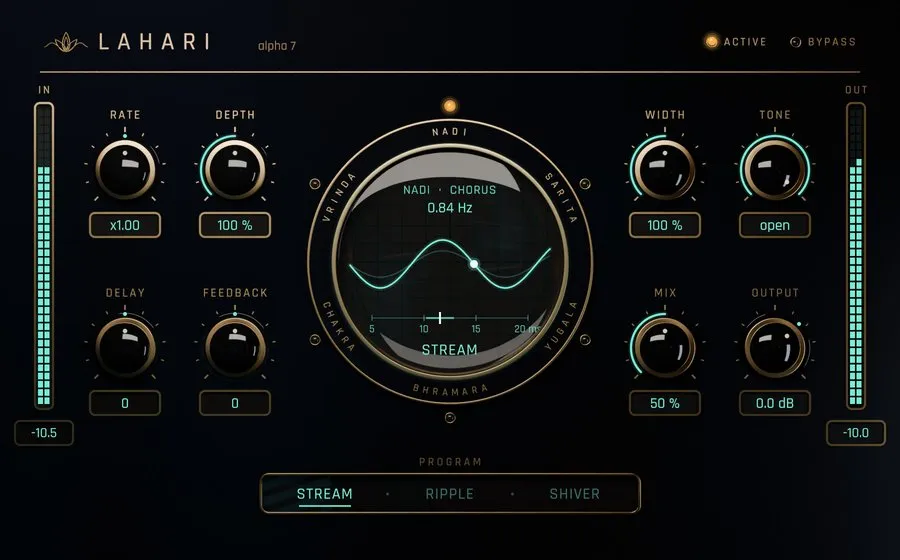 LAHARI
alpha 7
ACTIVE
BYPASS
IN
OUT
RATE
DEPTH
WIDTH
TONE
x1.00
100 %
100 %
open
NADI
VRINDA
SARITA
NADI · CHORUS
0.84 Hz
5 10 15 20 ms
STREAM
CHAKRA
YUGALA
BHRAMARA
DELAY
FEEDBACK
MIX
OUTPUT
0
0
50 %
0.0 dB
-10.5
-10.0
PROGRAM
STREAM · RIPPLE · SHIVER